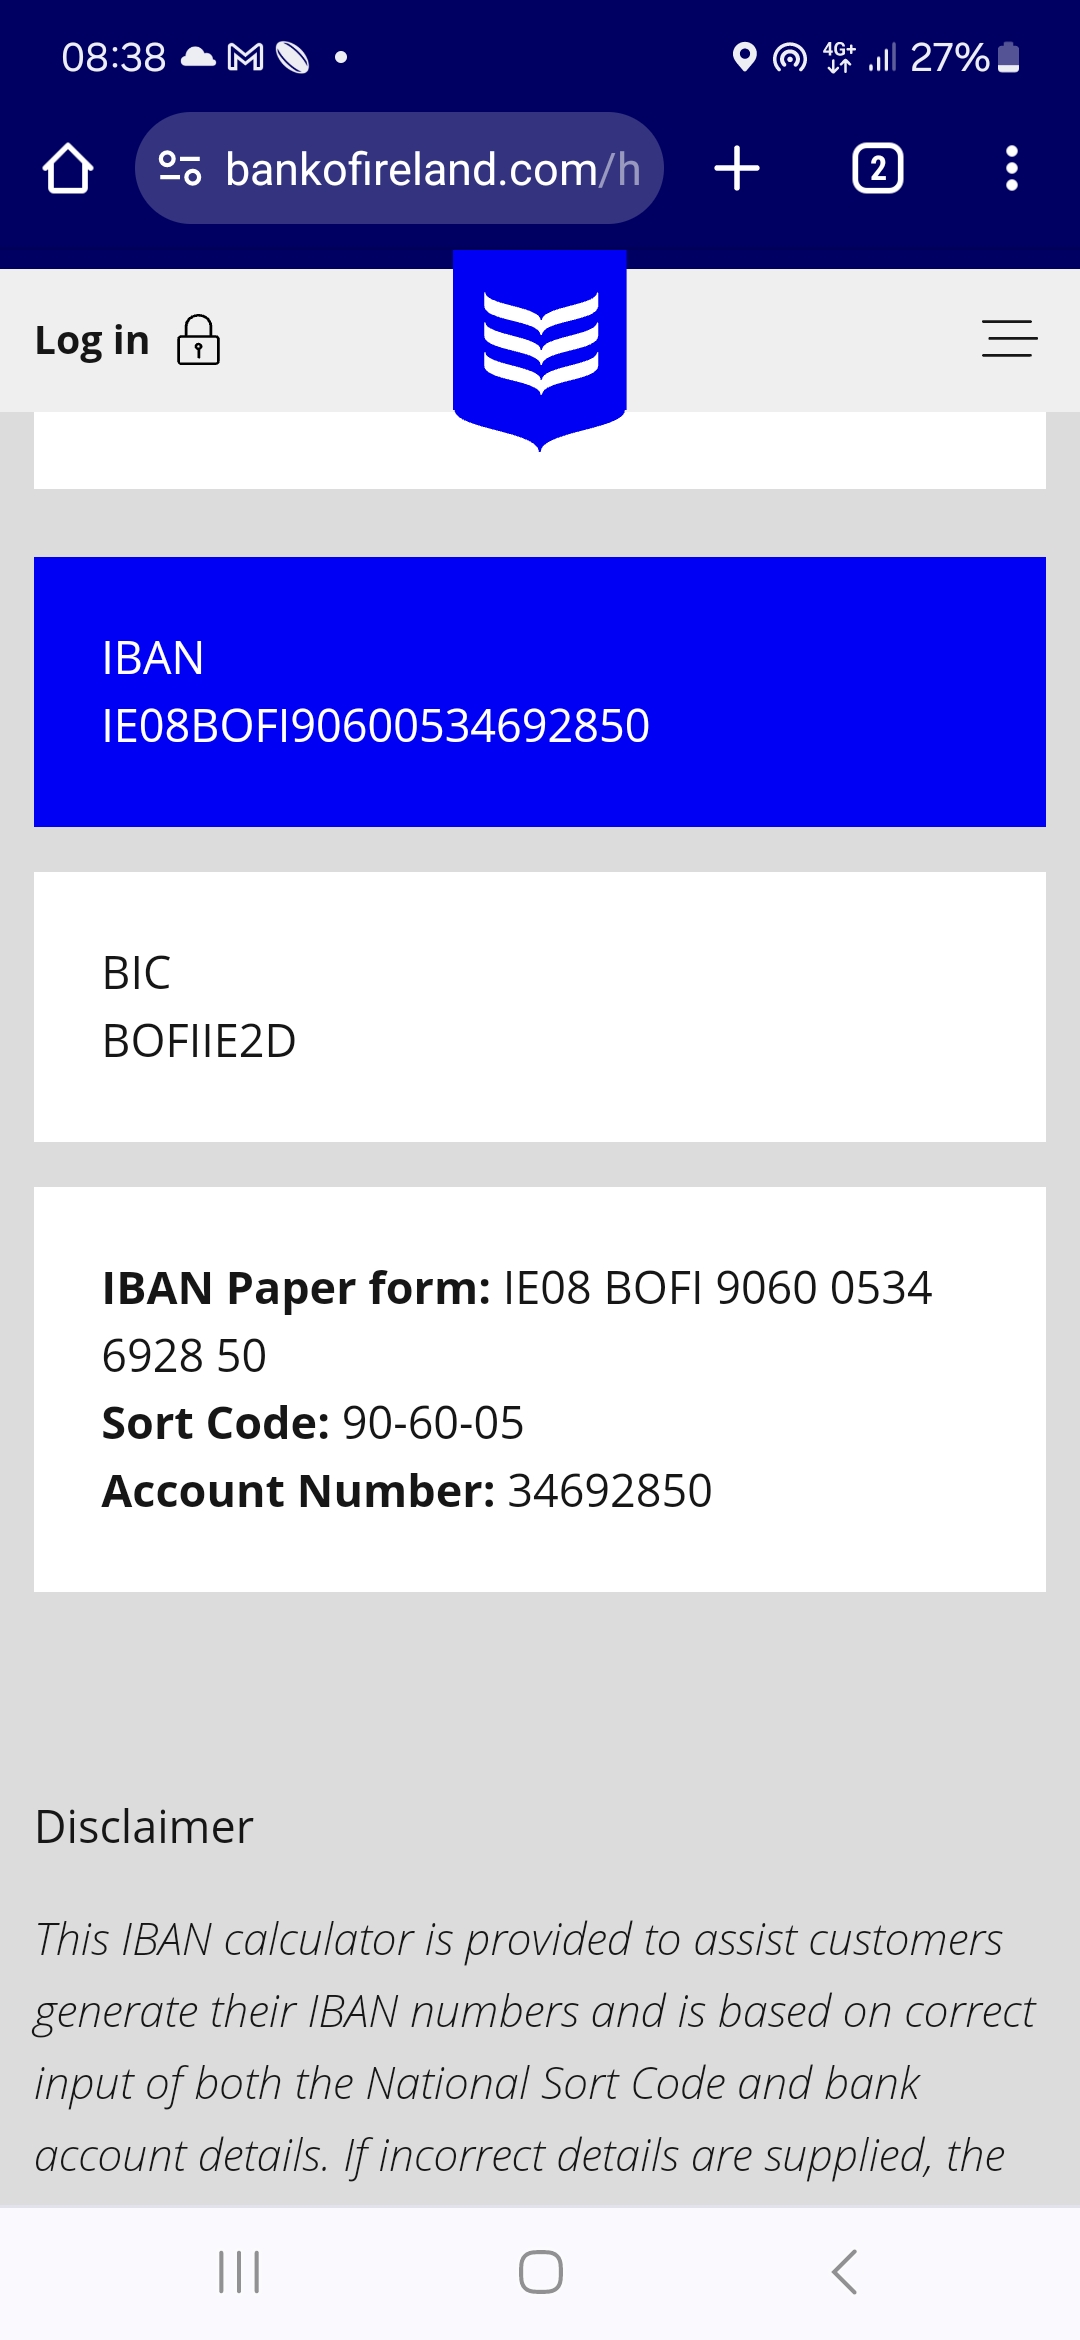 08:38
4G+
27%
bankofireland.com/h
2
Log in
IBAN
IE08BOFI90600534692850
BIC
BOFIIE2D
IBAN Paper form: IE08 BOFI 9060 0534
6928 50
Sort Code: 90-60-05
Account Number: 34692850
Disclaimer
This IBAN calculator is provided to assist customers
generate their IBAN numbers and is based on correct
input of both the National Sort Code and bank
account details. If incorrect details are supplied, the